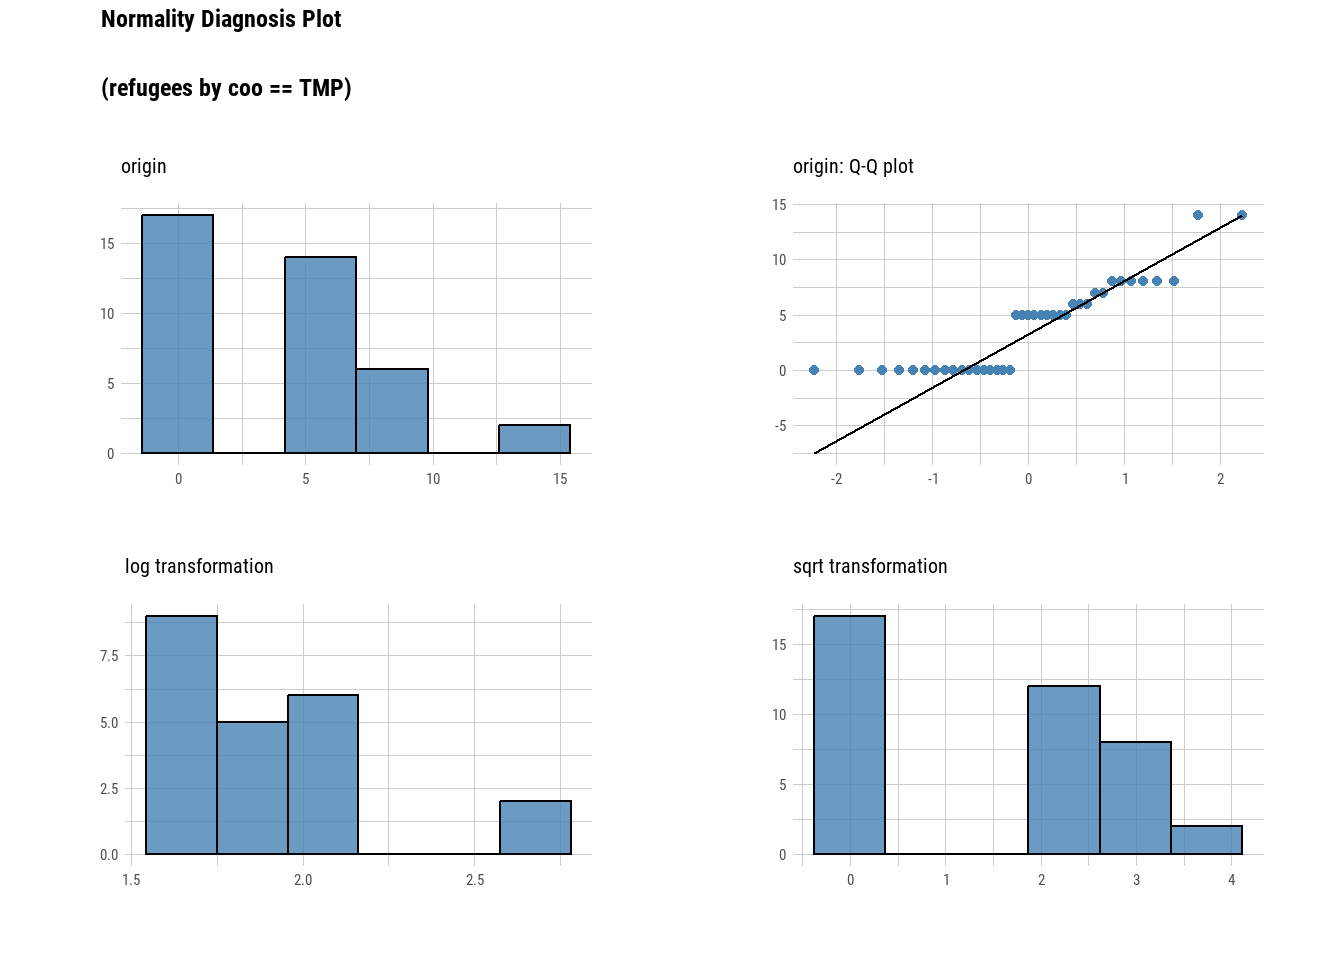 Normality Diagnosis Plot
(refugees by coo == TMP)
origin
15
10
5
0
0 5 10 15
origin: Q-Q plot
15
10
5
0
-5
-2 -1 0 1 2
log transformation
7.5
5.0
2.5
0.0
1.5 2.0 2.5
sqrt transformation
15
10
5
0
0 1 2 3 4